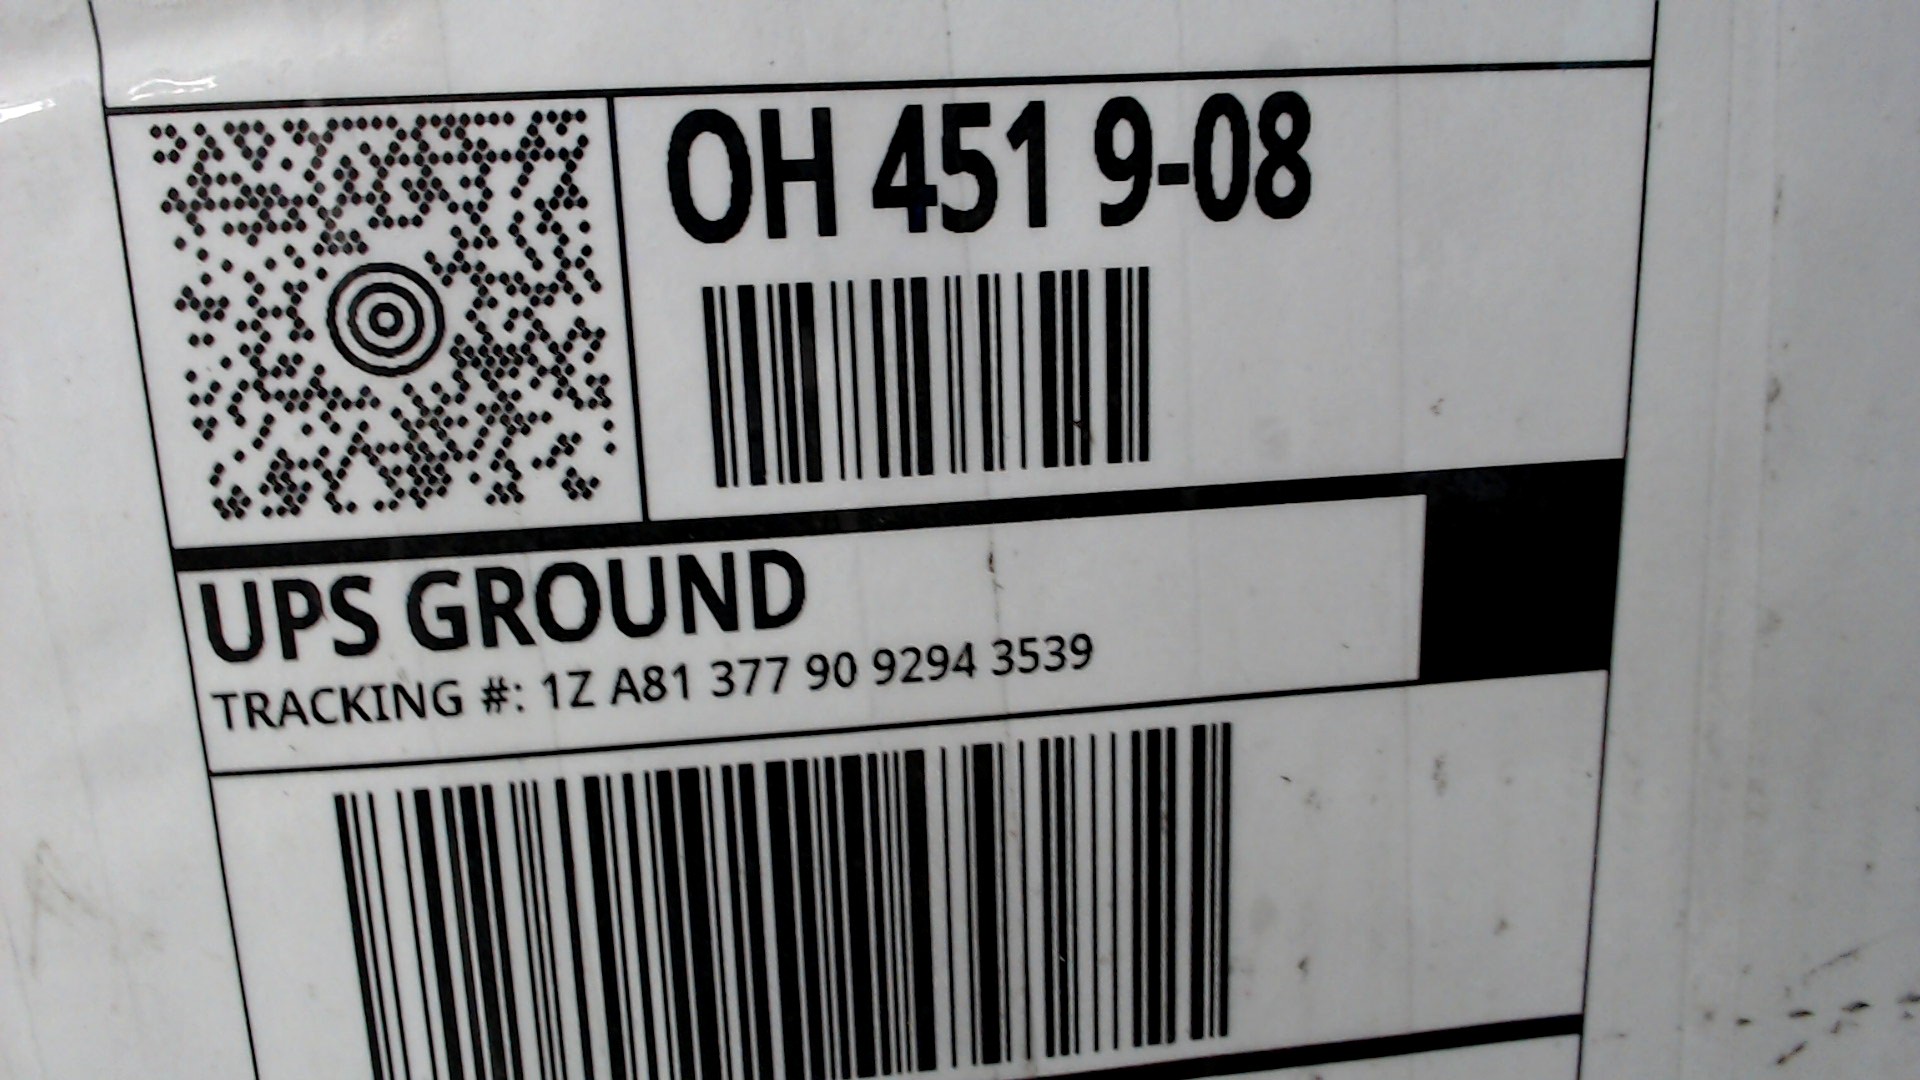 OH 451 9-08
UPS GROUND
TRACKING #: 1Z A81 377 90 9294 3539